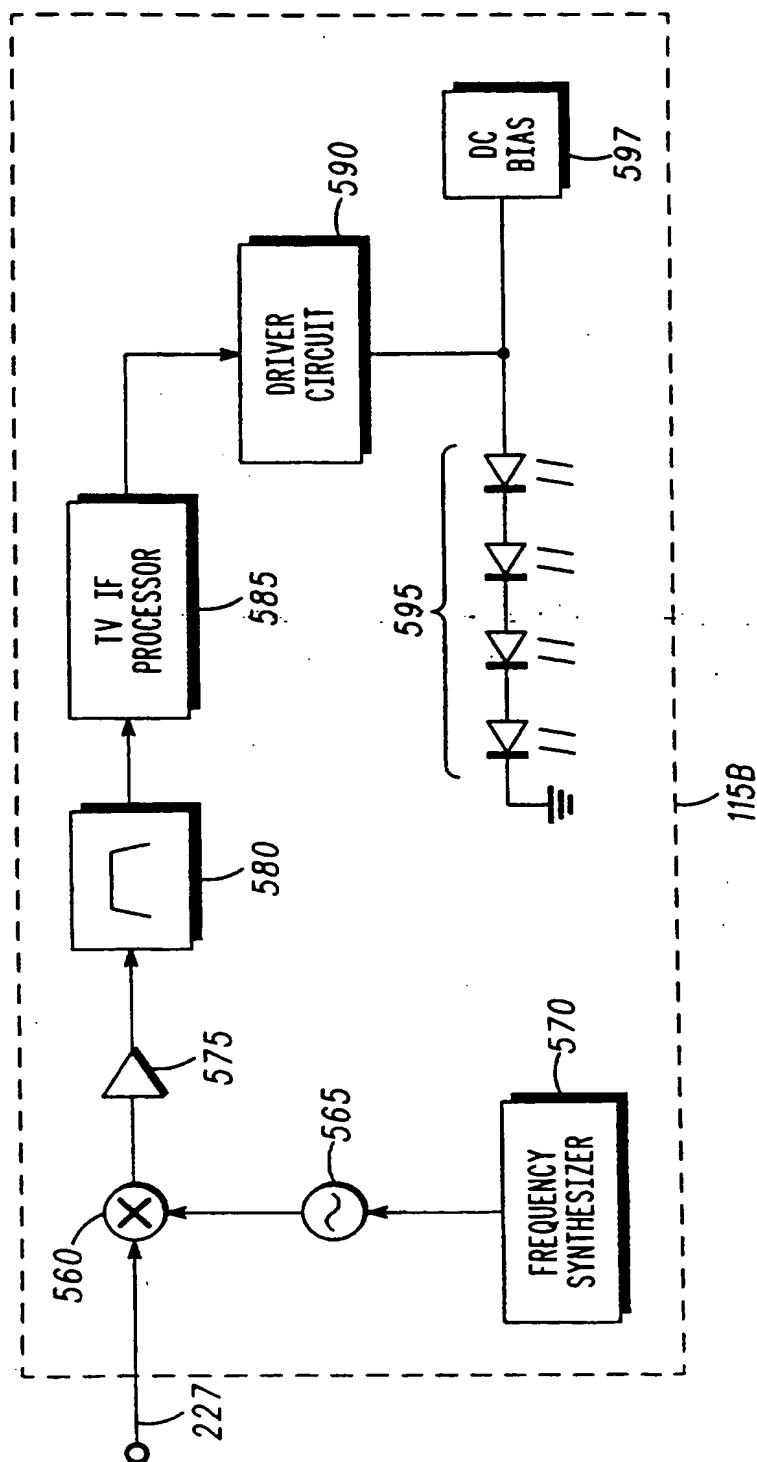 227
560
575
580
TV IF
PROCESSOR
585
DRIVER
CIRCUIT
590
565
FREQUENCY
SYNTHESIZER
570
595
DC
BIAS
597
115B